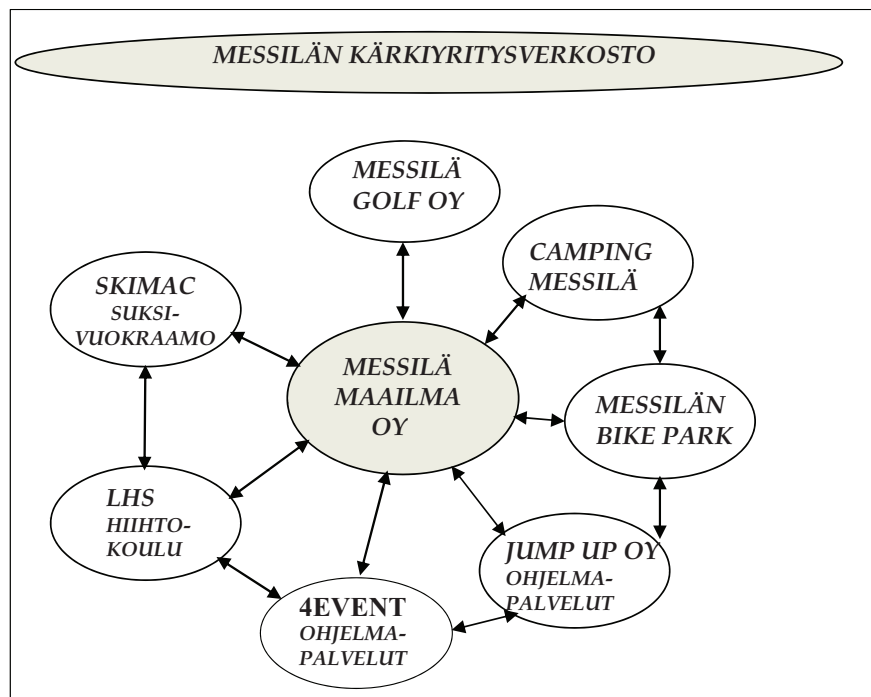 MESSILÄN KÄRKIYRITYSVERKOSTO
MESSILÄ
GOLF OY
CAMPING
MESSILÄ
SKIMAC
SUKSI-
VUOKRAAMO
MESSILÄ
MAAILMA
OY
MESSILÄN
BIKE PARK
LHS
HIIHTO-
KOULU
JUMP UP OY
OHJELMA-
PALVELUT
4EVENT
OHJELMA-
PALVELUT